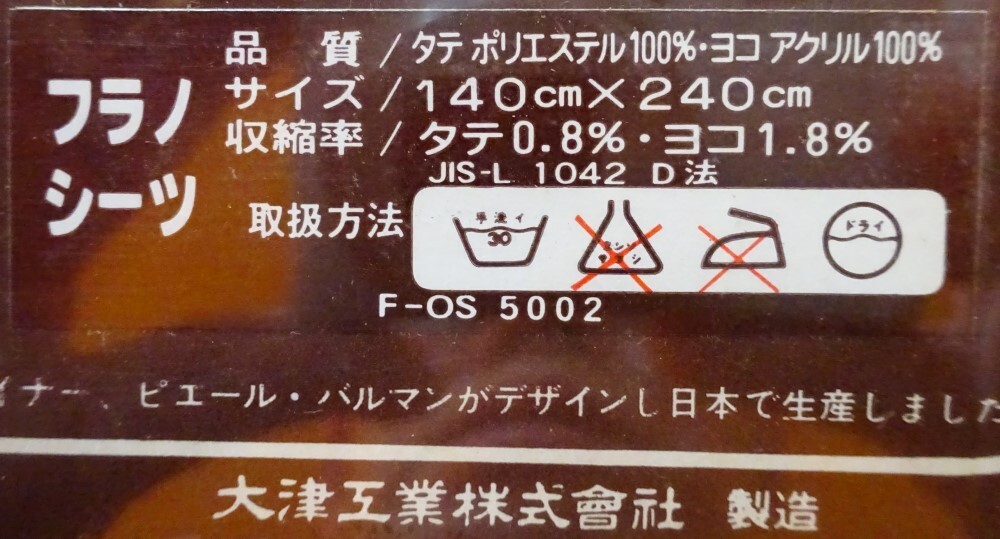 フラノ
シーツ
品 質 / タテ ポリエステル100%・ヨコ アクリル100%
サイズ / 140cm×240cm
収縮率 / タテ0.8%・ヨコ1.8%
JIS-L 1042 D法
取扱方法
手洗イ
30
ドライ
F-OS 5002
イナー、ピエール・バルマンがデザインし日本で生産しました
大津工業株式會社 製造